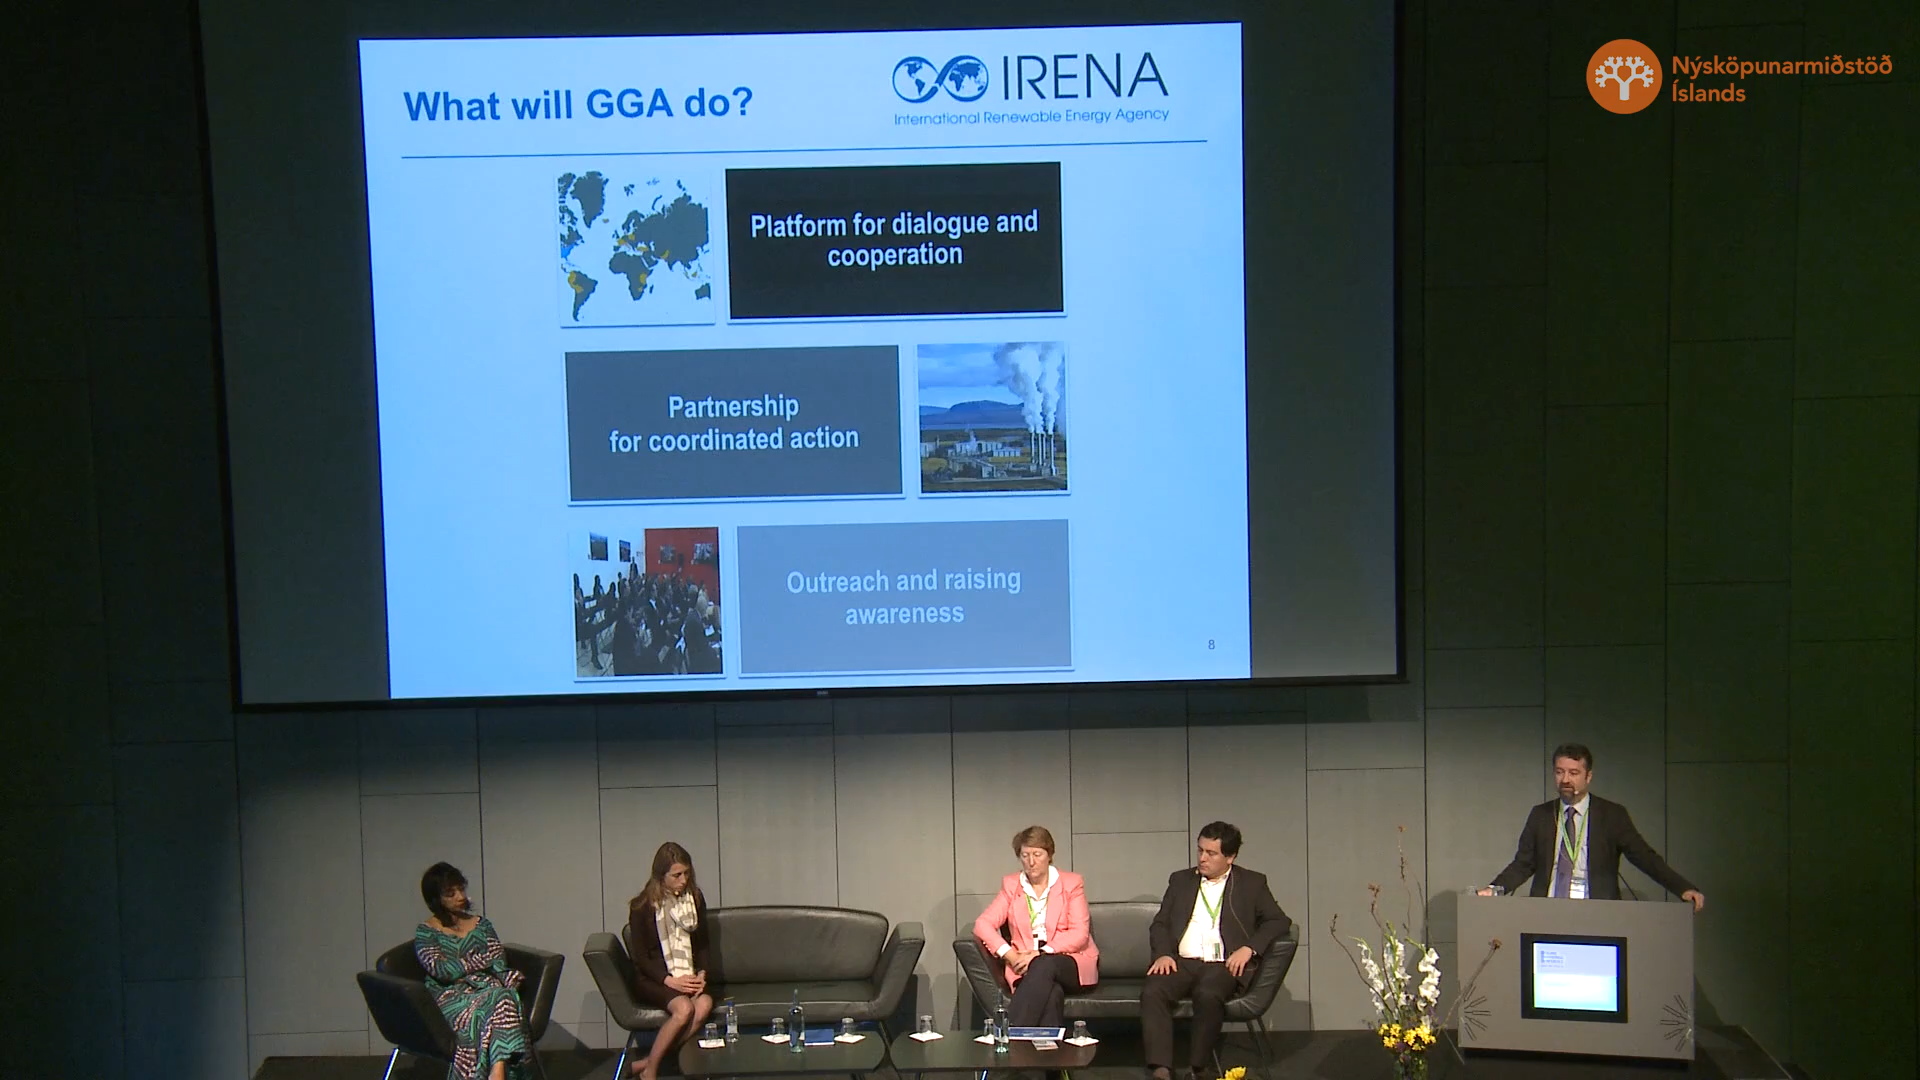 What will GGA do?
IRENA
International Renewable Energy Agency
Nýsköpunarmiðstöð
Íslands
Platform for dialogue and
cooperation
Partnership
for coordinated action
Outreach and raising
awareness
8